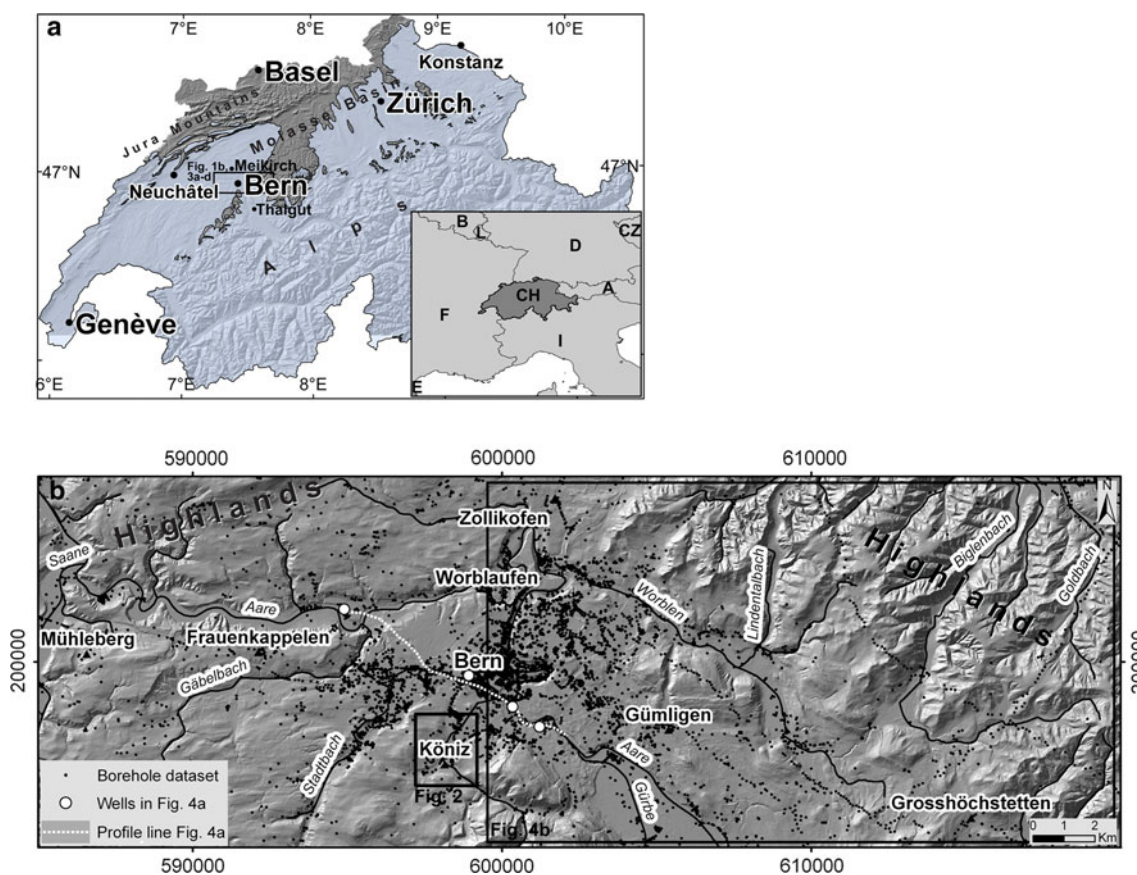 a
7°E 8°E 9°E 10°E
Konstanz
Basel
Zürich
Jura Mountains
Molasse Basin
47°N 47°N
Fig. 1b, Meikirch
3a-d
Bern
Neuchâtel
Thalgut
Alps
Genève
B
L
D
CZ
CH
A
F
I
E
6°E 7°E 8°E
590000 600000 610000
b
N
Highlands
Zollikofen
Saane
Worblaufen
Highlands
Biglenbach
Goldbach
Lindentalbach
Worblen
Aare
Mühleberg
Frauenkappelen
200000 200000
Bern
Gäbelbach
Gümligen
Köniz
Aare
Stadtbach
Gürbe
Fig. 2
Grosshöchstetten
Fig. 4b
Borehole dataset
Wells in Fig. 4a
Profile line Fig. 4a
0 1 2
Km
590000 600000 610000